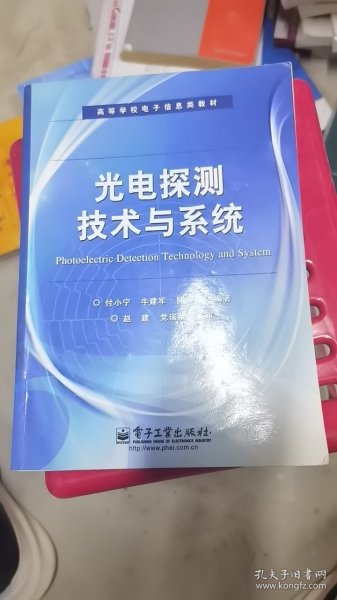 高等学校电子信息类教材
光电探测
技术与系统
Photoelectric Detection Technology and System
付小宁 牛建军 陈 编著
赵 建 党瑞
电子工业出版社
PUBLISHING HOUSE OF ELECTRONICS INDUSTRY
http://www.phei.com.cn
孔夫子旧书网
www.kongfz.com